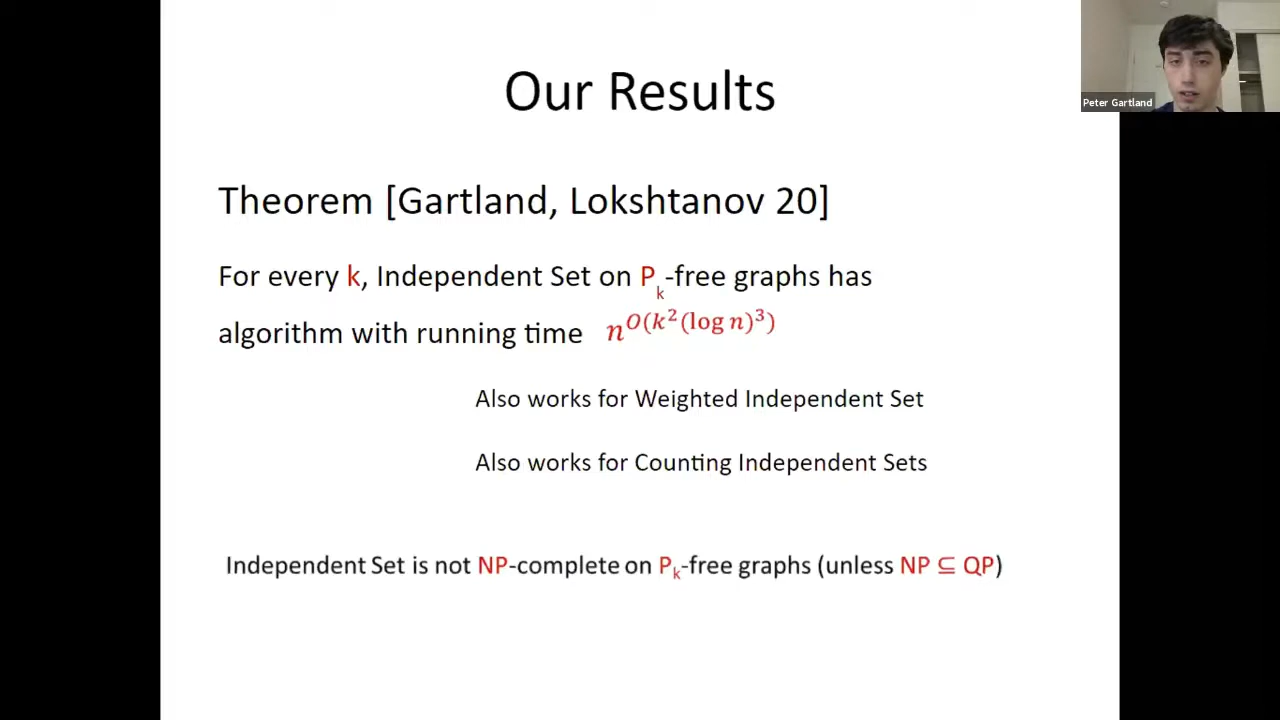 Our Results
Peter Gartland
Theorem [Gartland, Lokshtanov 20]
For every k, Independent Set on Pₖ-free graphs has
algorithm with running time n^{O(k²(log n)³)}
Also works for Weighted Independent Set
Also works for Counting Independent Sets
Independent Set is not NP-complete on Pₖ-free graphs (unless NP ⊆ QP)